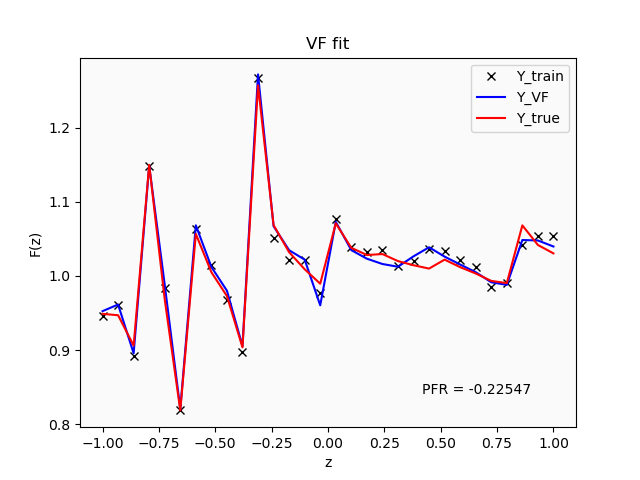 VF fit
Y_train
Y_VF
Y_true
F(z)
1.2
1.1
1.0
0.9
0.8
PFR = -0.22547
−1.00 −0.75 −0.50 −0.25 0.00 0.25 0.50 0.75 1.00
z